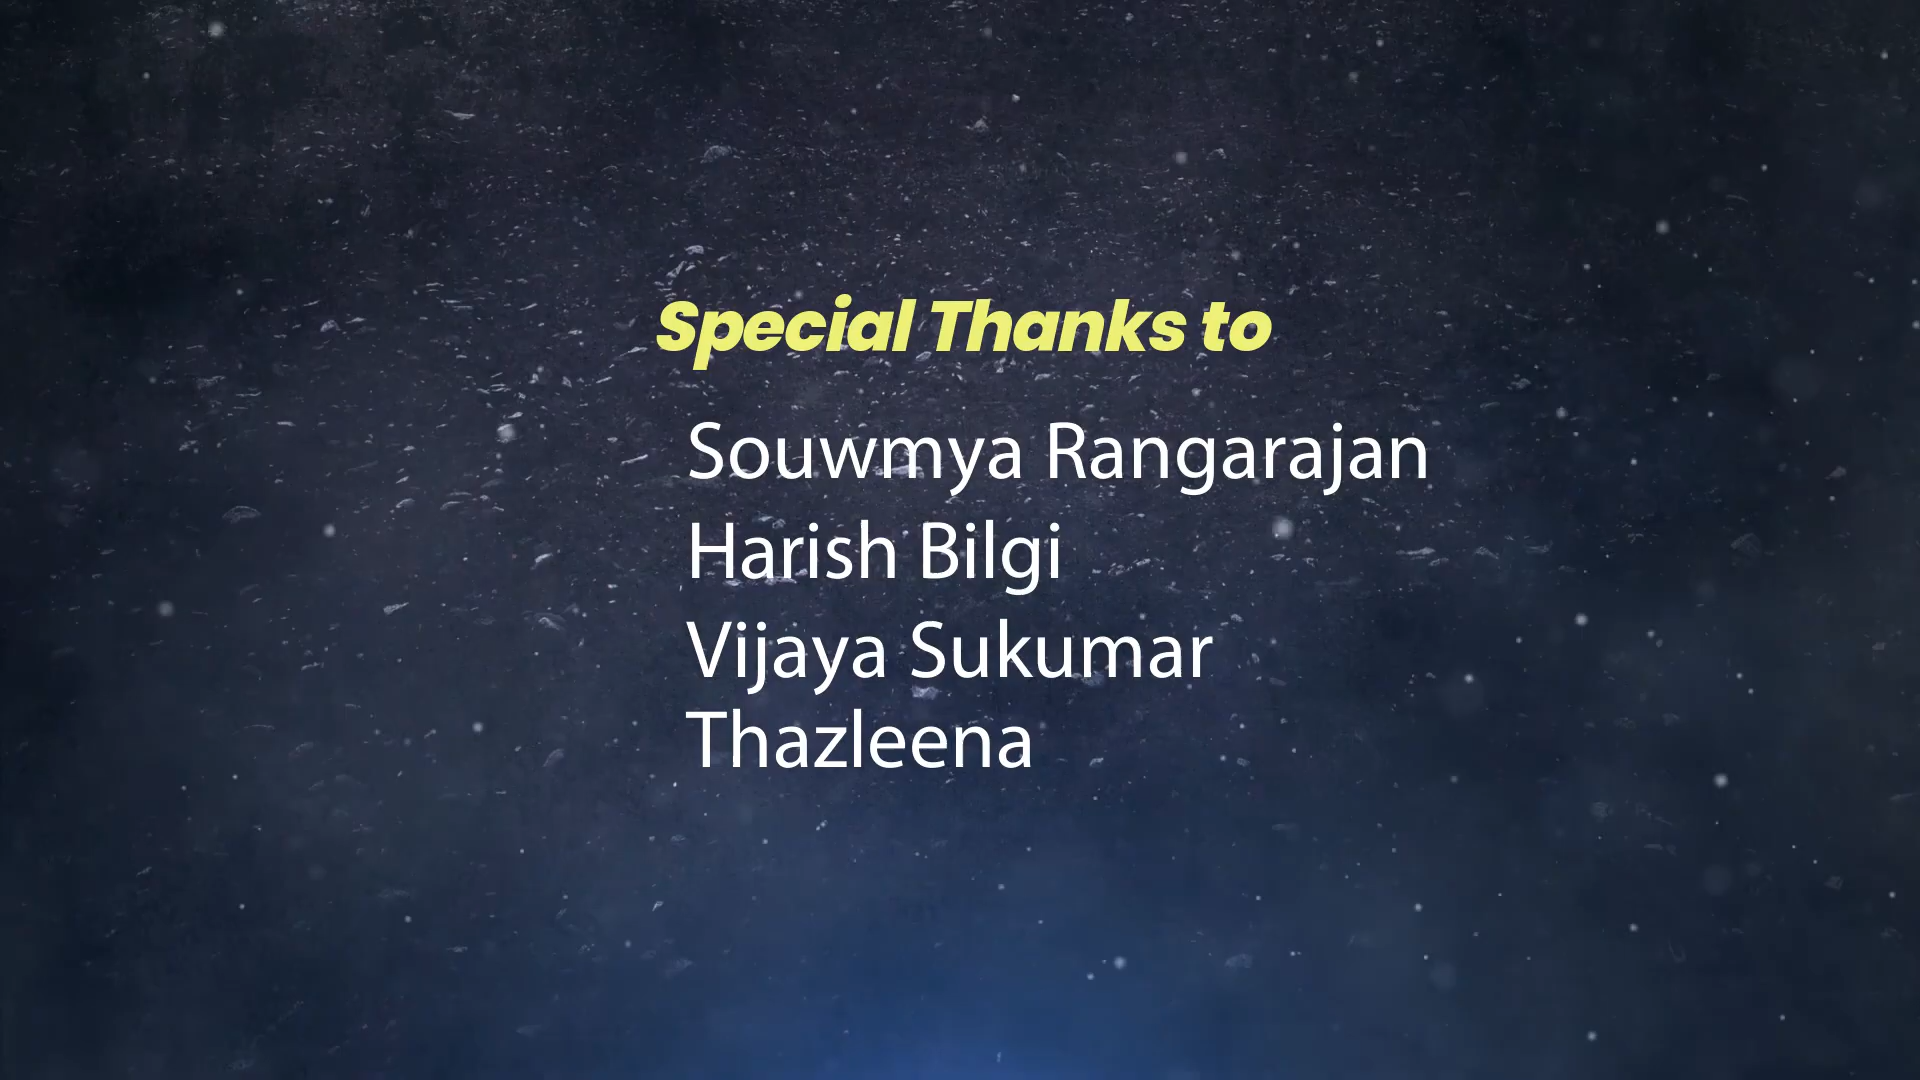 Special Thanks to
Souwmya Rangarajan
Harish Bilgi
Vijaya Sukumar
Thazleena